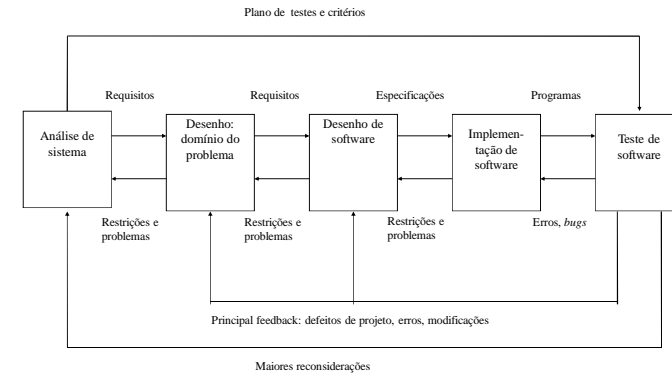 Plano de testes e critérios
Requisitos
Requisitos
Especificações
Programas
Análise de
sistema
Desenho:
domínio do
problema
Desenho de
software
Implemen-
tação de
software
Teste de
software
Restrições e
problemas
Restrições e
problemas
Restrições e
problemas
Erros, bugs
Principal feedback: defeitos de projeto, erros, modificações
Maiores reconsiderações